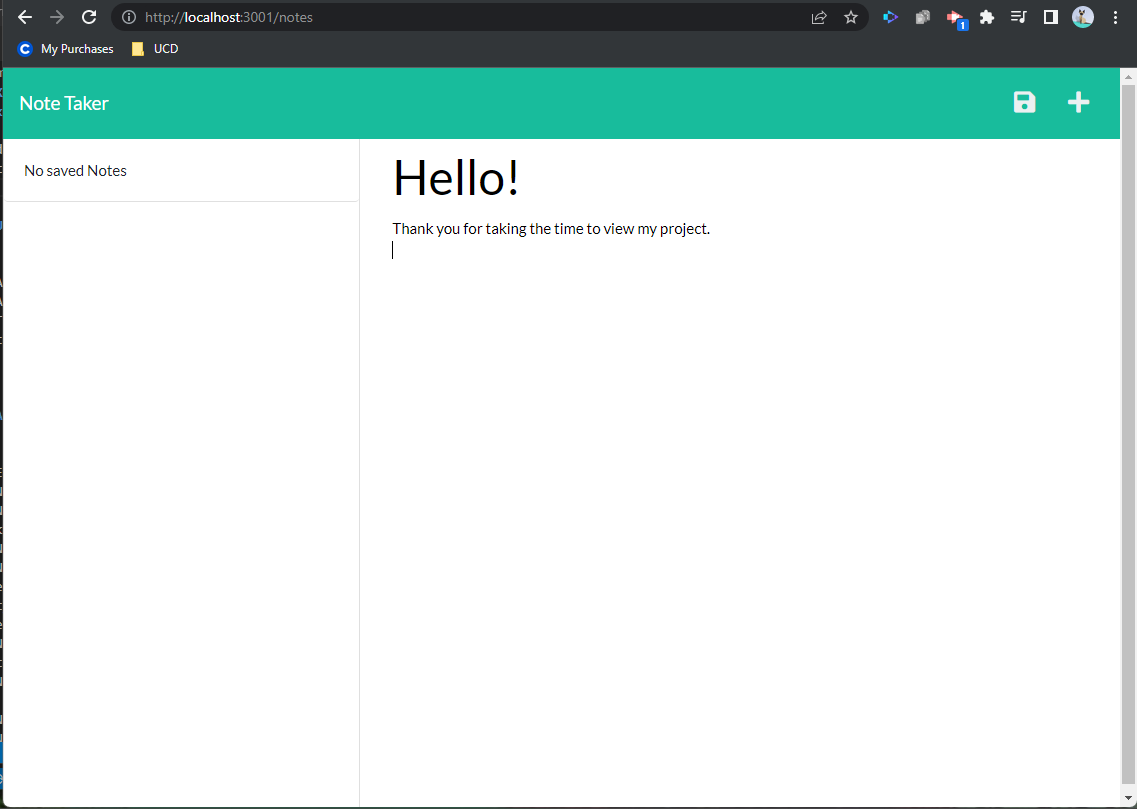 http://localhost:3001/notes
1
My Purchases
UCD
Note Taker
No saved Notes
Hello!
Thank you for taking the time to view my project.